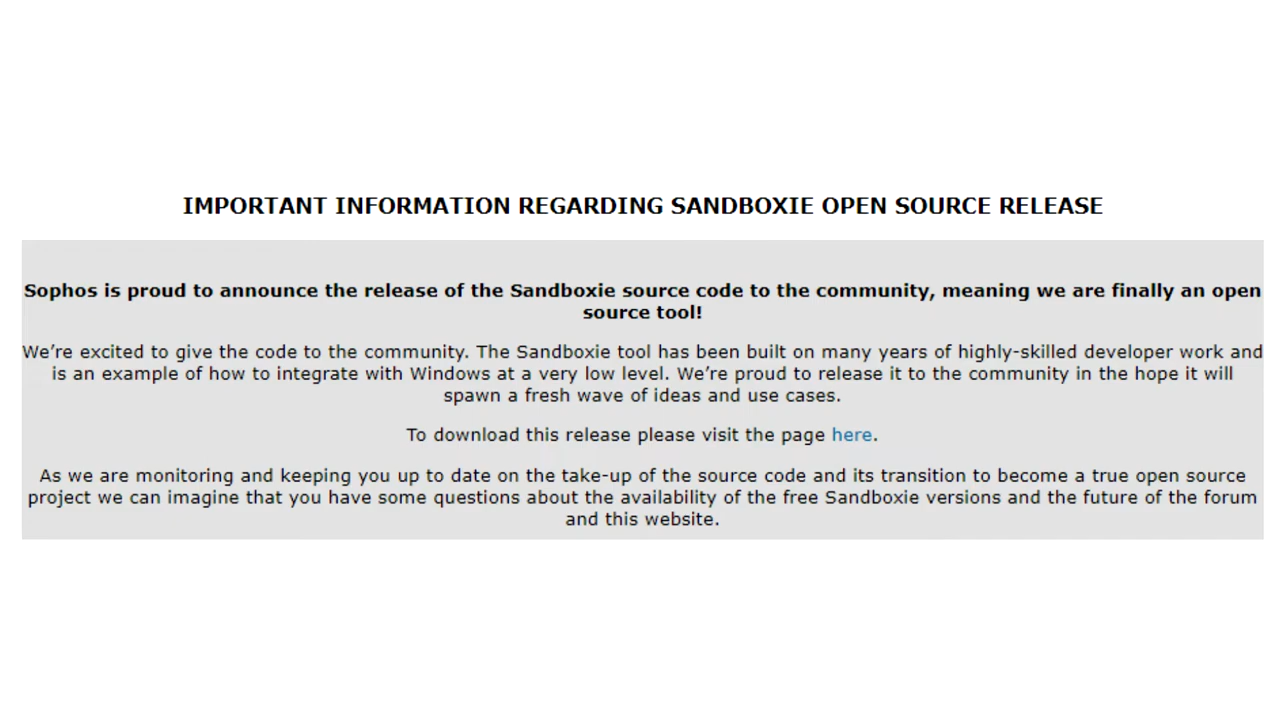 IMPORTANT INFORMATION REGARDING SANDBOXIE OPEN SOURCE RELEASE
Sophos is proud to announce the release of the Sandboxie source code to the community, meaning we are finally an open
source tool!
We’re excited to give the code to the community. The Sandboxie tool has been built on many years of highly-skilled developer work and
is an example of how to integrate with Windows at a very low level. We’re proud to release it to the community in the hope it will
spawn a fresh wave of ideas and use cases.
To download this release please visit the page here.
As we are monitoring and keeping you up to date on the take-up of the source code and its transition to become a true open source
project we can imagine that you have some questions about the availability of the free Sandboxie versions and the future of the forum
and this website.